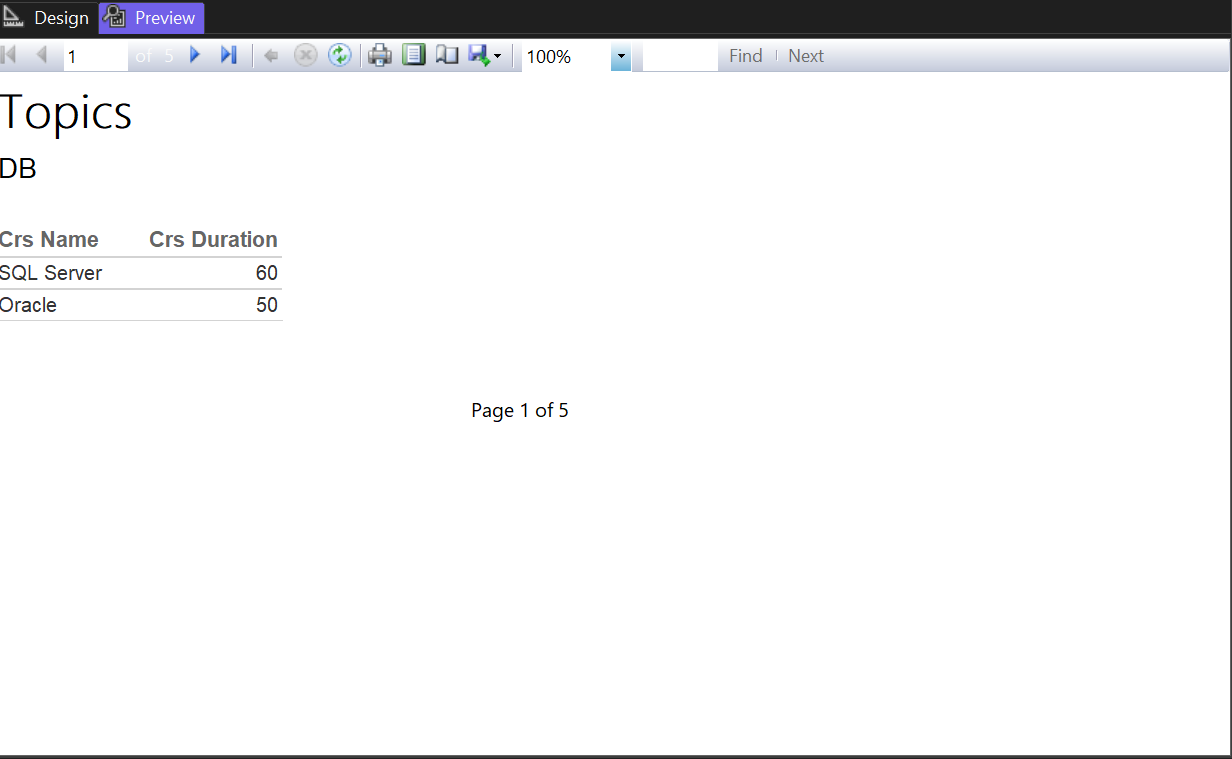 Design Preview
1 of 5 100% Find Next
Topics
DB
Crs Name Crs Duration
SQL Server 60
Oracle 50
Page 1 of 5